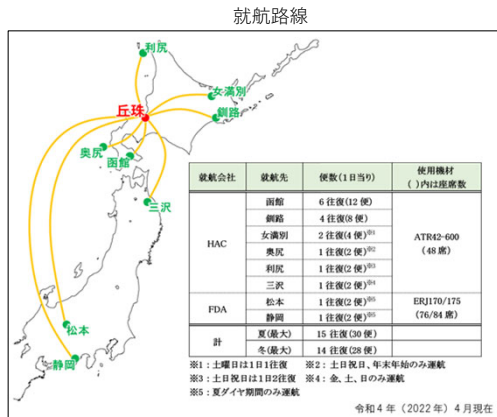 就航路線
利尻
女満別
丘珠
釧路
奥尻
函館
三沢
松本
静岡
就航会社 就航先 便数(1日当り) 使用機材 ( )内は座席数
HAC 函館 6往復(12便) ATR42-600 (48席)
釧路 4往復(8便)
女満別 2往復(4便)※1
奥尻 1往復(2便)※2
利尻 1往復(2便)※3
三沢 1往復(2便)※4
FDA 松本 1往復(2便)※5 ERJ170/175 (76/84席)
静岡 1往復(2便)※5
計 夏(最大) 15往復(30便)
冬(最大) 14往復(28便)
※1:土曜日は1日1往復 ※2:土日祝日、年末年始のみ運航
※3:土日祝日は1日2往復 ※4:金、土、日のみ運航
※5:夏ダイヤ期間のみ運航
令和4年(2022年)4月現在